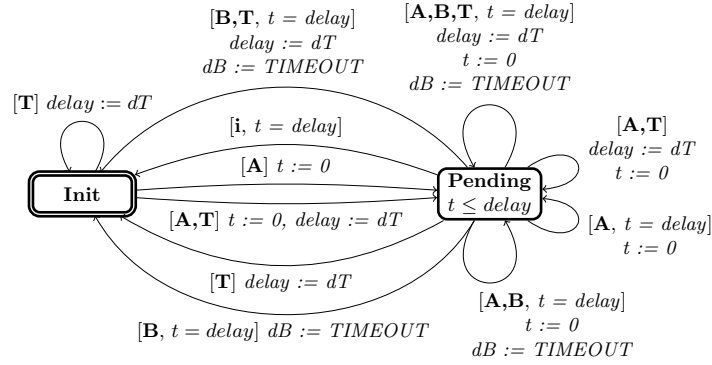 [B,T, t = delay]
delay := dT
dB := TIMEOUT
[A,B,T, t = delay]
delay := dT
t := 0
dB := TIMEOUT
[T] delay := dT
[i, t = delay]
[A] t := 0
[A,T]
delay := dT
t := 0
Init
Pending
t ≤ delay
[A,T] t := 0, delay := dT
[A, t = delay]
t := 0
[T] delay := dT
[B, t = delay] dB := TIMEOUT
[A,B, t = delay]
t := 0
dB := TIMEOUT